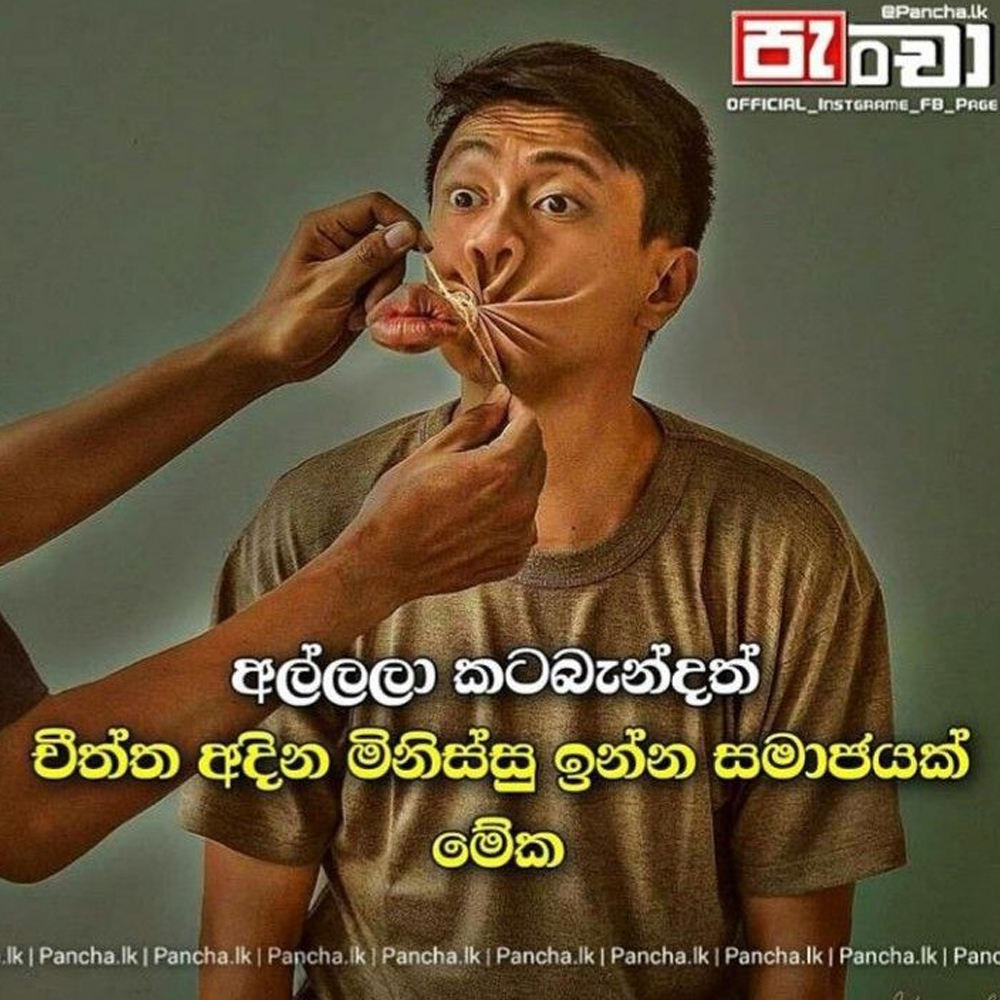 @Pancha.lk
පැංචා
OFFICIAL_INSTGRAME_FB_PAGE
අල්ලලා කටබැන්දත්
චීත්ත අදින මිනිස්සු ඉන්න සමාජයක්
මේක
.lk | Pancha.lk | Pancha.lk | Pancha.lk | Pancha.lk | Pancha.lk | Pancha.lk | Pancha.lk | Panc